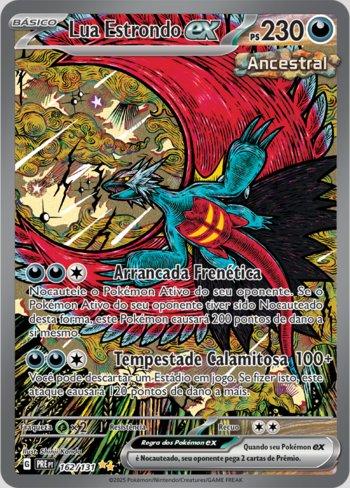 BÁSICO
Lua Estrondo ex
PS 230
Ancestral
Arrancada Frenética
Nocauteie o Pokémon Ativo do seu oponente. Se o
Pokémon Ativo do seu oponente tiver sido Nocauteado
desta forma, este Pokémon causará 200 pontos de dano a
si mesmo.
Tempestade Calamitosa 100+
Você pode descartar um Estádio em jogo. Se fizer isto, este
ataque causará 120 pontos de dano a mais.
Fraqueza ×2 Resistência Recuo
Regra dos Pokémon ex
Quando seu Pokémon ex
é Nocauteado, seu oponente pega 2 cartas de Prêmio.
G PRE PT 162/131
©2025 Pokémon/Nintendo/Creatures/GAME FREAK